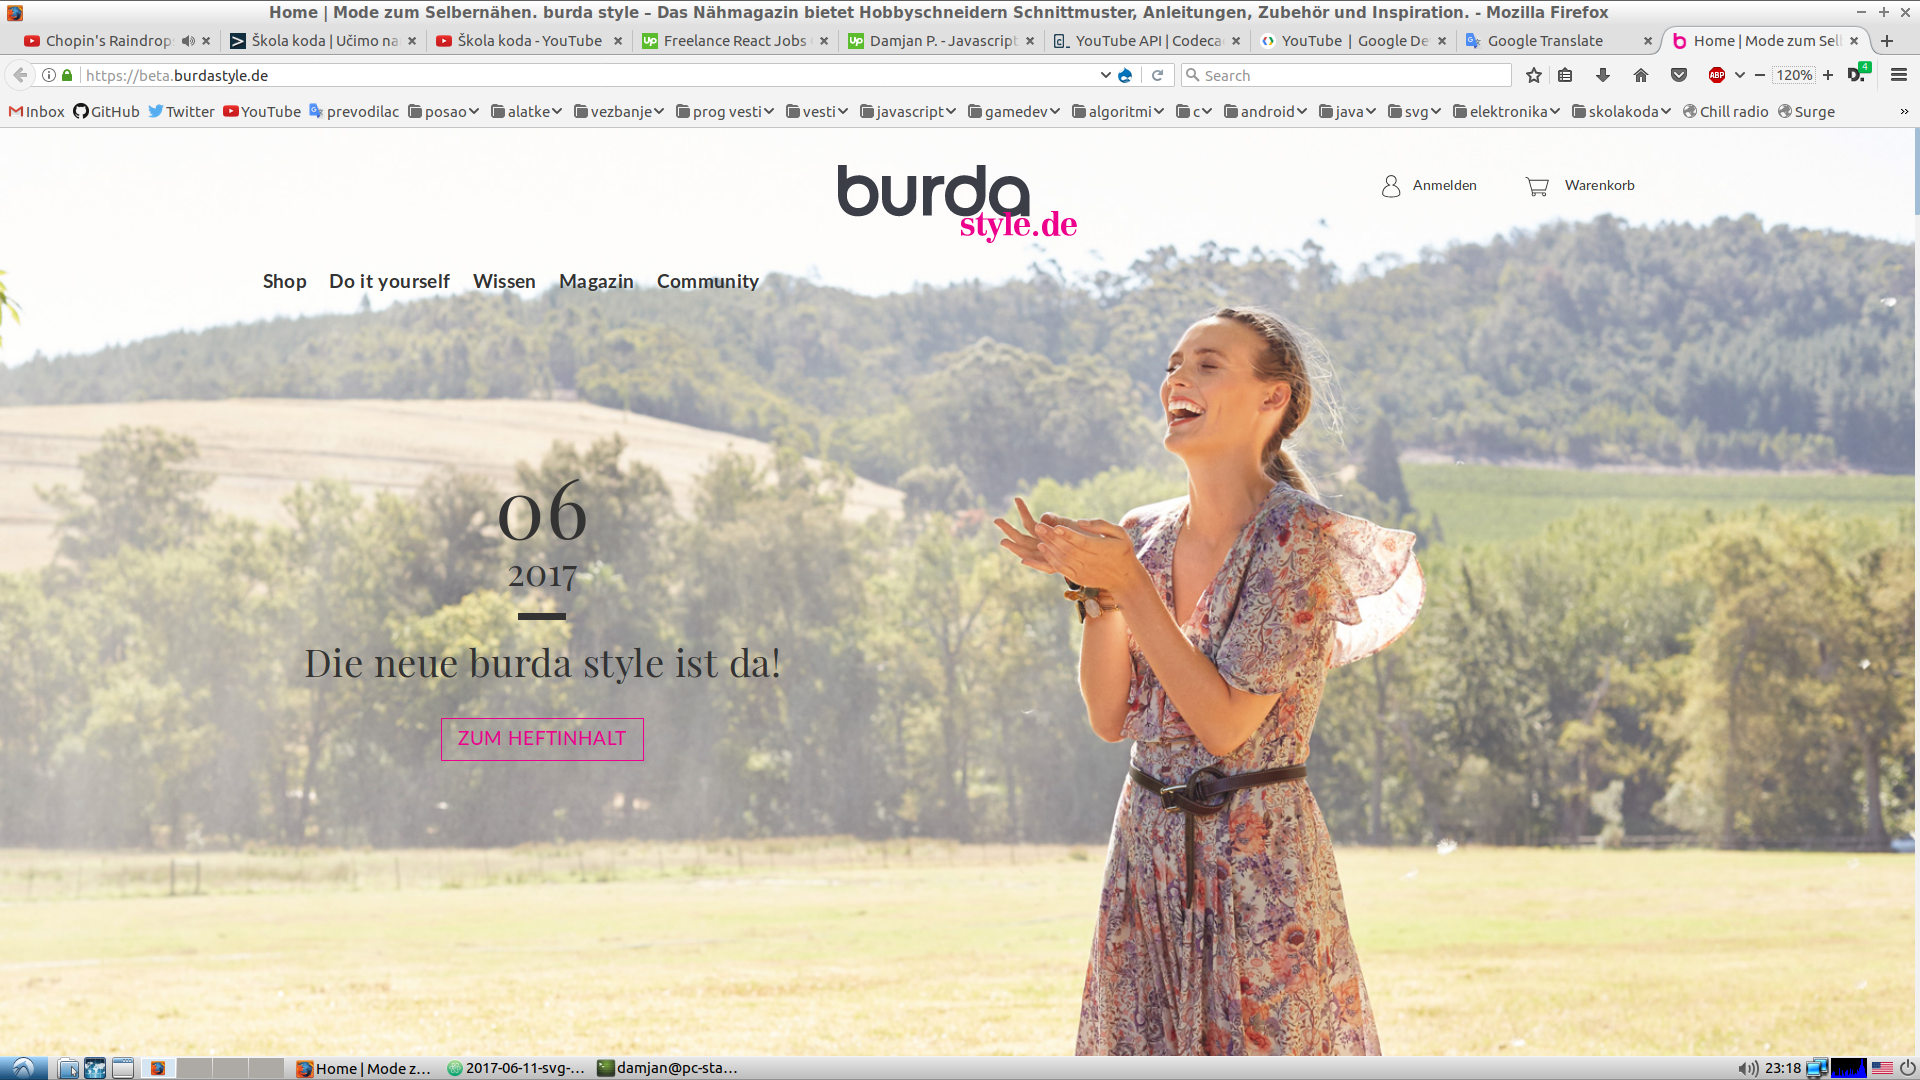 Home | Mode zum Selbernähen. burda style – Das Nähmagazin bietet Hobbyschneidern Schnittmuster, Anleitungen, Zubehör und Inspiration. - Mozilla Firefox
Chopin's Raindrop
Škola koda | Učimo na
Škola koda - YouTube
Freelance React Jobs
Damjan P. - Javascript
YouTube API | Codeca
YouTube | Google De
Google Translate
Home | Mode zum Sel
https://beta.burdastyle.de
Search
ABP
120%
D.
4
Inbox
GitHub
Twitter
YouTube
prevodilac
posao
alatke
vezbanje
prog vesti
vesti
javascript
gamedev
algoritmi
c
android
java
svg
elektronika
skolakoda
Chill radio
Surge
»
burda
style.de
Anmelden
Warenkorb
Shop
Do it yourself
Wissen
Magazin
Community
06
2017
Die neue burda style ist da!
ZUM HEFTINHALT
Home | Mode z...
2017-06-11-svg-...
damjan@pc-sta...
23:18